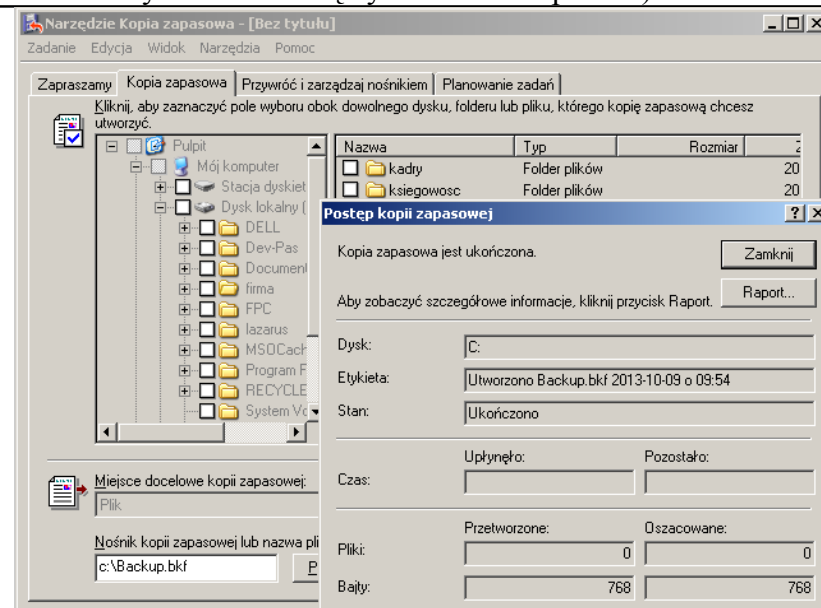 Narzędzie Kopia zapasowa - [Bez tytułu]
Zadanie Edycja Widok Narzędzia Pomoc
Zapraszamy Kopia zapasowa Przywróć i zarządzaj nośnikiem Planowanie zadań
Kliknij, aby zaznaczyć pole wyboru obok dowolnego dysku, folderu lub pliku, którego kopię zapasową chcesz
utworzyć.
Pulpit
Mój komputer
Stacja dyskiet
Dysk lokalny (
DELL
Dev-Pas
Document
firma
FPC
lazarus
MSOCach
Program F
RECYCLE
System Vo
Nazwa Typ Rozmiar
kadry Folder plików 20
ksiegowosc Folder plików 20
Postęp kopii zapasowej
Kopia zapasowa jest ukończona. Zamknij
Aby zobaczyć szczegółowe informacje, kliknij przycisk Raport. Raport...
Dysk: C:
Etykieta: Utworzono Backup.bkf 2013-10-09 o 09:54
Stan: Ukończono
Upłynęło: Pozostało:
Czas:
Przetworzone: Oszacowane:
Pliki: 0 0
Bajty: 768 768
Miejsce docelowe kopii zapasowej:
Plik
Nośnik kopii zapasowej lub nazwa pli
c:\Backup.bkf P